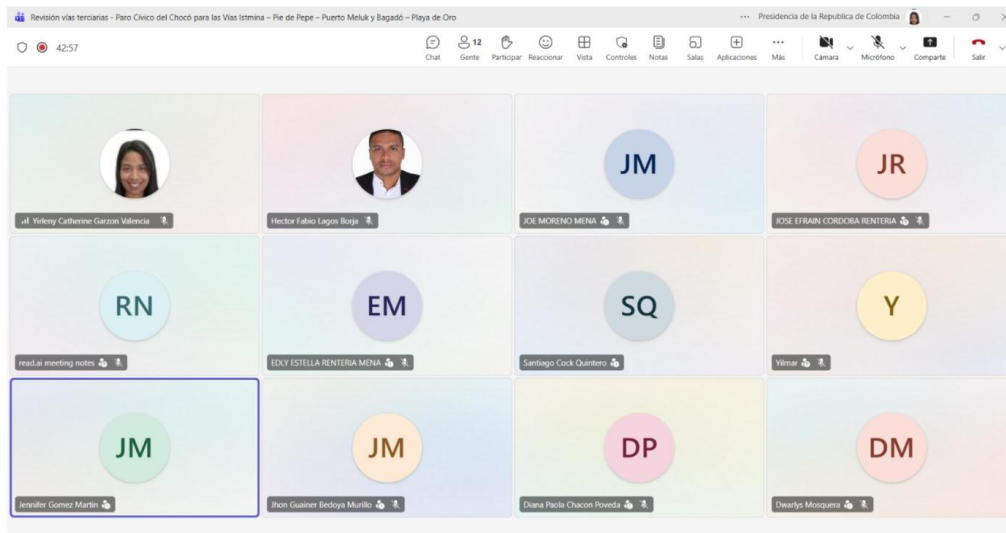 Revisión vías terciarias - Paro Cívico del Chocó para las Vías Istmina – Pie de Pepe – Puerto Meluk y Bagadó – Playa de Oro
Presidencia de la Republica de Colombia
42:57
12
Chat Gente Participar Reaccionar Vista Controles Notas Salas Aplicaciones Más Cámara Micrófono Comparte Salir
JM JR
Yirleny Catherine Garzon Valencia Hector Fabio Lagos Borja JOE MORENO MENA JOSE EFRAIN CORDOBA RENTERIA
RN EM SQ Y
read.ai meeting notes EDLY ESTELLA RENTERIA MENA Santiago Cock Quintero Yilmar
JM JM DP DM
Jennifer Gomez Martin Jhon Guainer Bedoya Murillo Diana Paola Chacon Poveda Dwarlys Mosquera